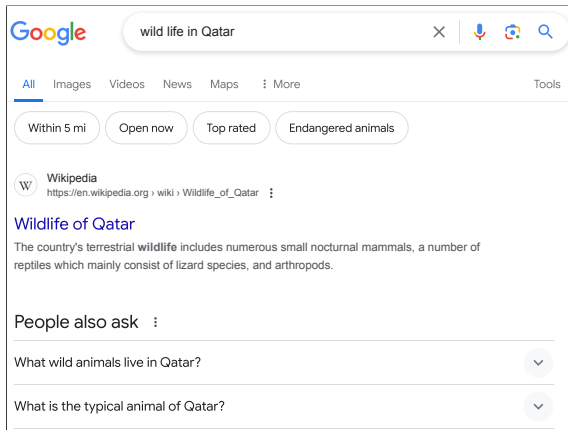 Google
wild life in Qatar
All Images Videos News Maps More Tools
Within 5 mi Open now Top rated Endangered animals
W
Wikipedia
https://en.wikipedia.org › wiki › Wildlife_of_Qatar
Wildlife of Qatar
The country's terrestrial wildlife includes numerous small nocturnal mammals, a number of
reptiles which mainly consist of lizard species, and arthropods.
People also ask
What wild animals live in Qatar?
What is the typical animal of Qatar?